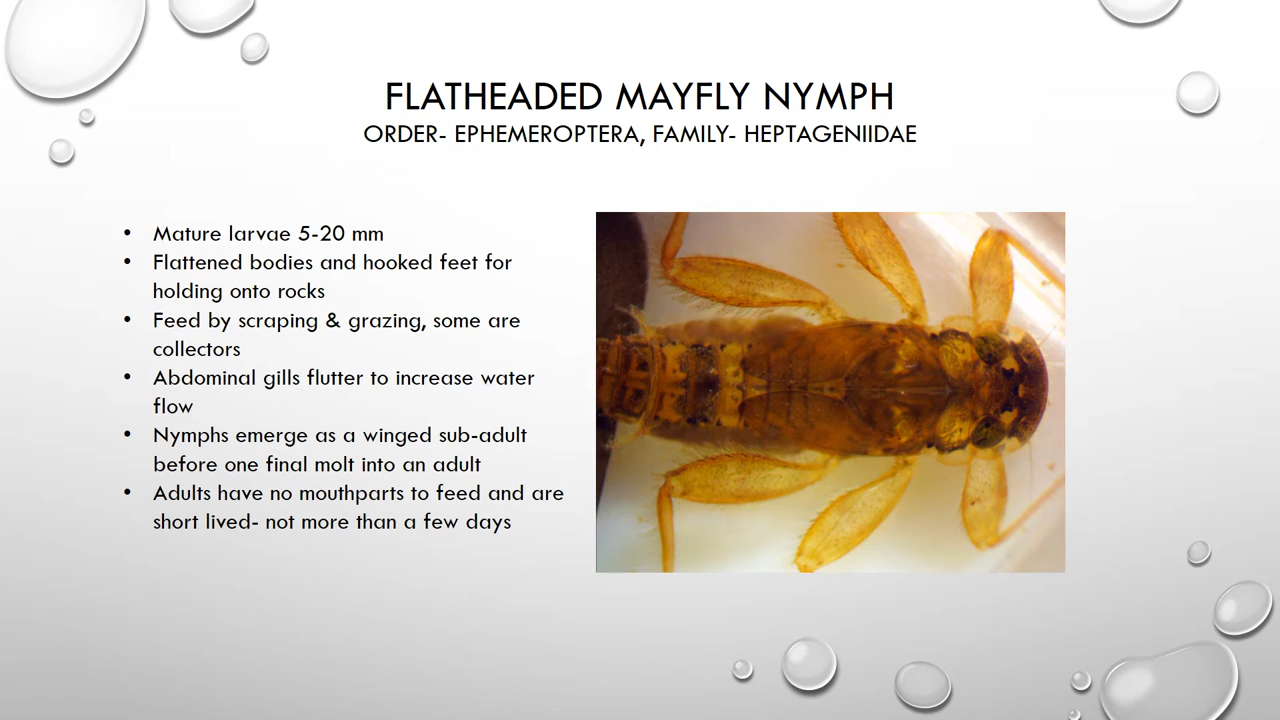 FLATHEADED MAYFLY NYMPH
ORDER- EPHEMEROPTERA, FAMILY- HEPTAGENIIDAE
• Mature larvae 5-20 mm
• Flattened bodies and hooked feet for
holding onto rocks
• Feed by scraping & grazing, some are
collectors
• Abdominal gills flutter to increase water
flow
• Nymphs emerge as a winged sub-adult
before one final molt into an adult
• Adults have no mouthparts to feed and are
short lived- not more than a few days